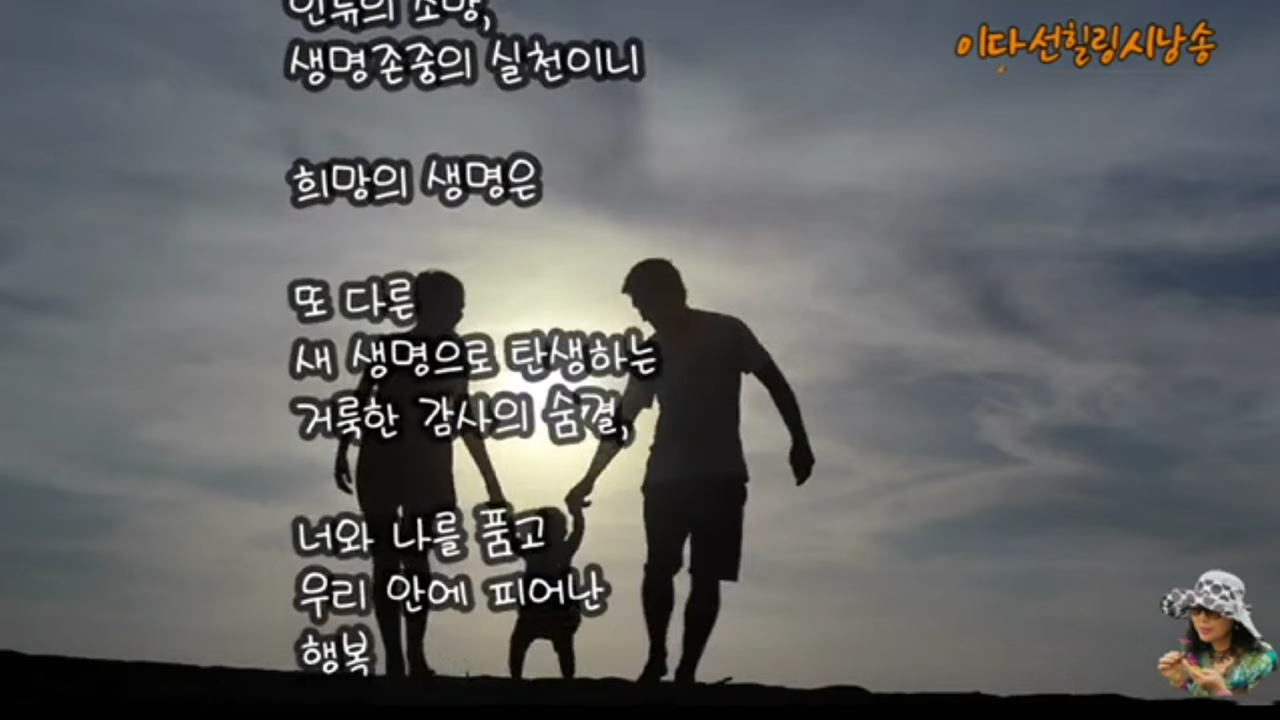 인류의 소망,
생명존중의 실천이니
희망의 생명은
또 다른
새 생명으로 탄생하는
거룩한 감사의 숨결,
너와 나를 품고
우리 안에 피어난
행복
이다선힐링시낭송